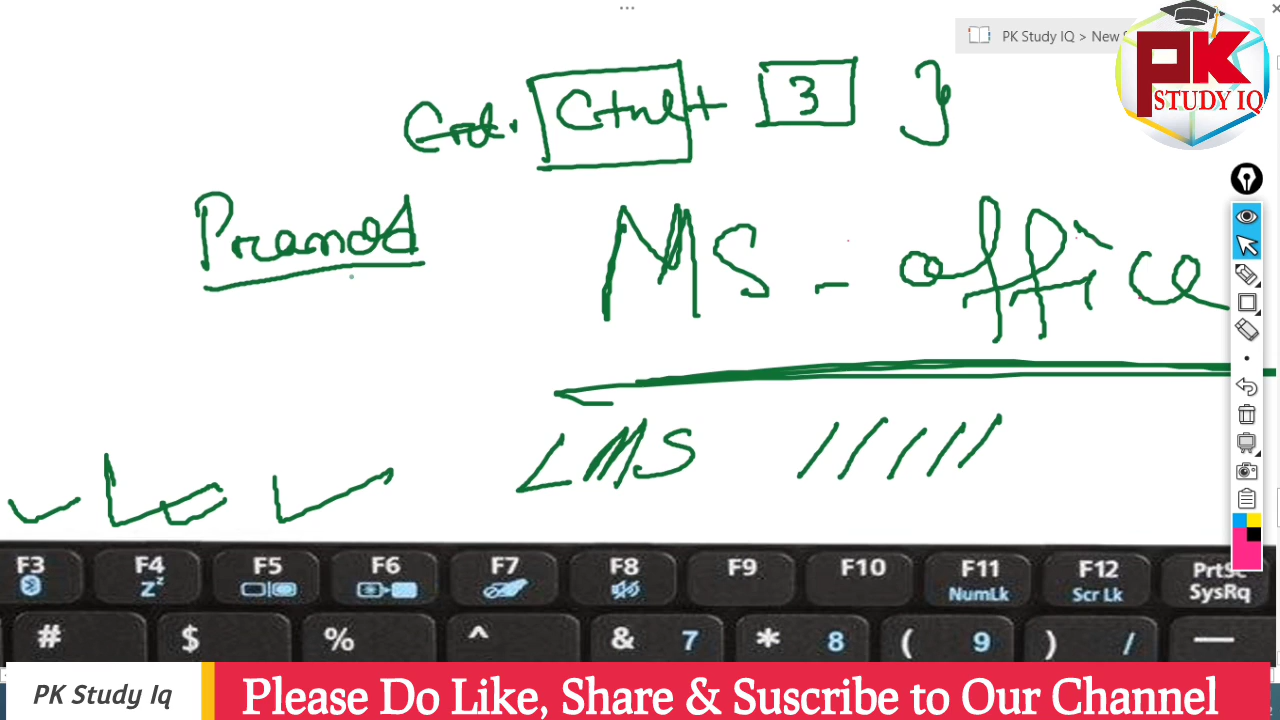 PK Study IQ > New
PK
STUDY IQ
Ctrl + 3 }
Pramod
MS - office
LMS
F3 F4 F5 F6 F7 F8 F9 F10 F11 F12 PrtSc
Zz NumLk Scr Lk SysRq
# $ % ^ & 7 * 8 ( 9 ) / —
PK Study Iq
Please Do Like, Share & Suscribe to Our Channel